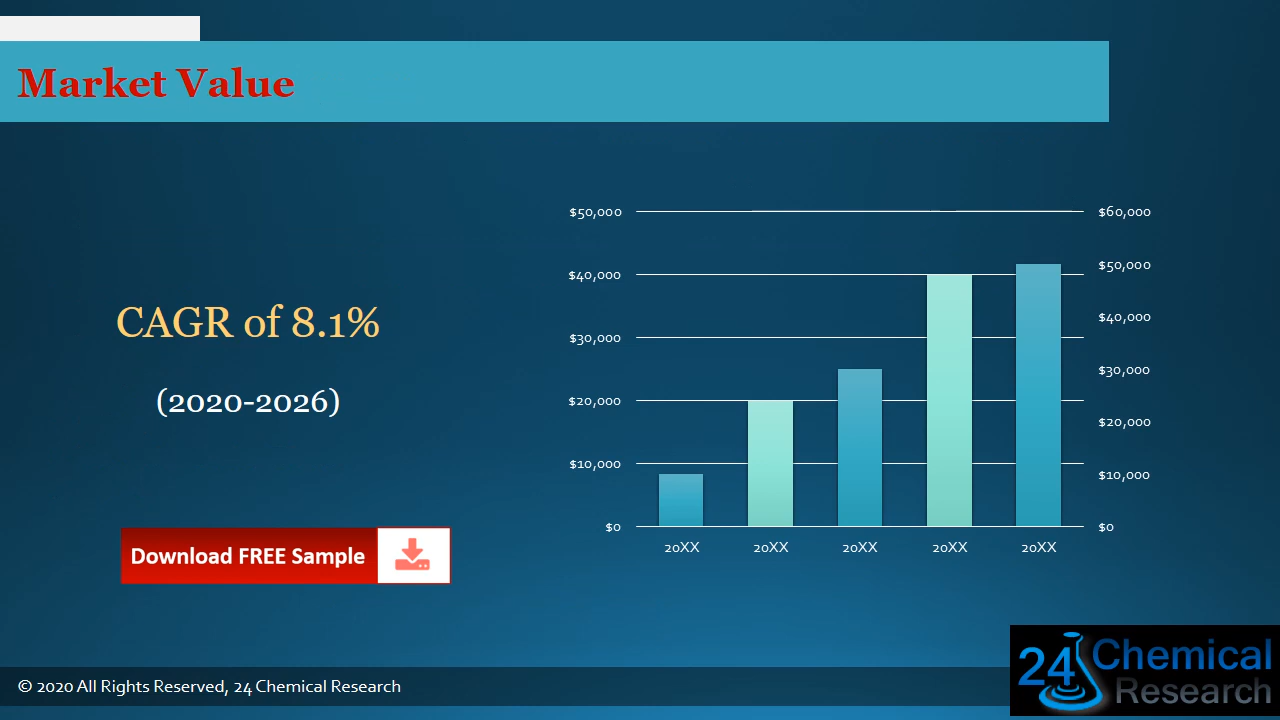 Market Value
CAGR of 8.1%
(2020-2026)
Download FREE Sample
$50,000
$40,000
$30,000
$20,000
$10,000
$0
$60,000
$50,000
$40,000
$30,000
$20,000
$10,000
$0
20XX 20XX 20XX 20XX 20XX
© 2020 All Rights Reserved, 24 Chemical Research
24 Chemical
Research